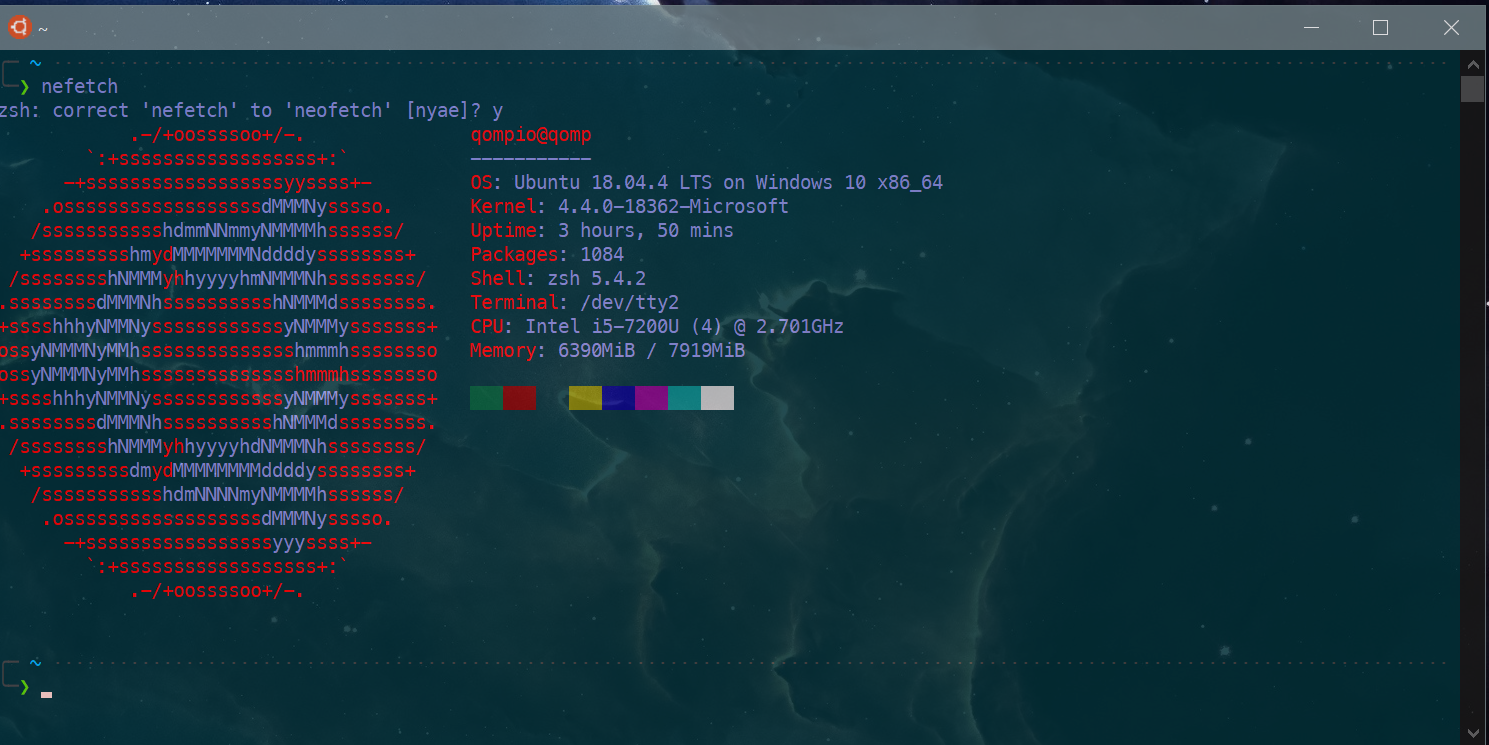 ~
~
❯ nefetch
zsh: correct 'nefetch' to 'neofetch' [nyae]? y
.-/+oossssoo+/-. qompio@qomp
`:+ssssssssssssssssss+:` -----------
-+ssssssssssssssssssyyssss+- OS: Ubuntu 18.04.4 LTS on Windows 10 x86_64
.ossssssssssssssssssdMMMNysssso. Kernel: 4.4.0-18362-Microsoft
/ssssssssssshdmmNNmmyNMMMMhssssss/ Uptime: 3 hours, 50 mins
+ssssssssshmydMMMMMMMNddddyssssssss+ Packages: 1084
/sssssssshNMMMyhhyyyyhmNMMMNhssssssss/ Shell: zsh 5.4.2
.ssssssssdMMMNhsssssssssshNMMMdssssssss. Terminal: /dev/tty2
+sssshhhyNMMNyssssssssssssyNMMMysssssss+ CPU: Intel i5-7200U (4) @ 2.701GHz
ossyNMMMNyMMhsssssssssssssshmmmhssssssso Memory: 6390MiB / 7919MiB
ossyNMMMNyMMhsssssssssssssshmmmhssssssso
+sssshhhyNMMNyssssssssssssyNMMMysssssss+
.ssssssssdMMMNhsssssssssshNMMMdssssssss.
/sssssssshNMMMyhhyyyyhdNMMMNhssssssss/
+sssssssssdmydMMMMMMMMddddyssssssss+
/ssssssssssshdmNNNNmyNMMMMhssssss/
.ossssssssssssssssssdMMMNysssso.
-+sssssssssssssssssyyyssss+-
`:+ssssssssssssssssss+:`
.-/+oossssoo+/-.
~
❯